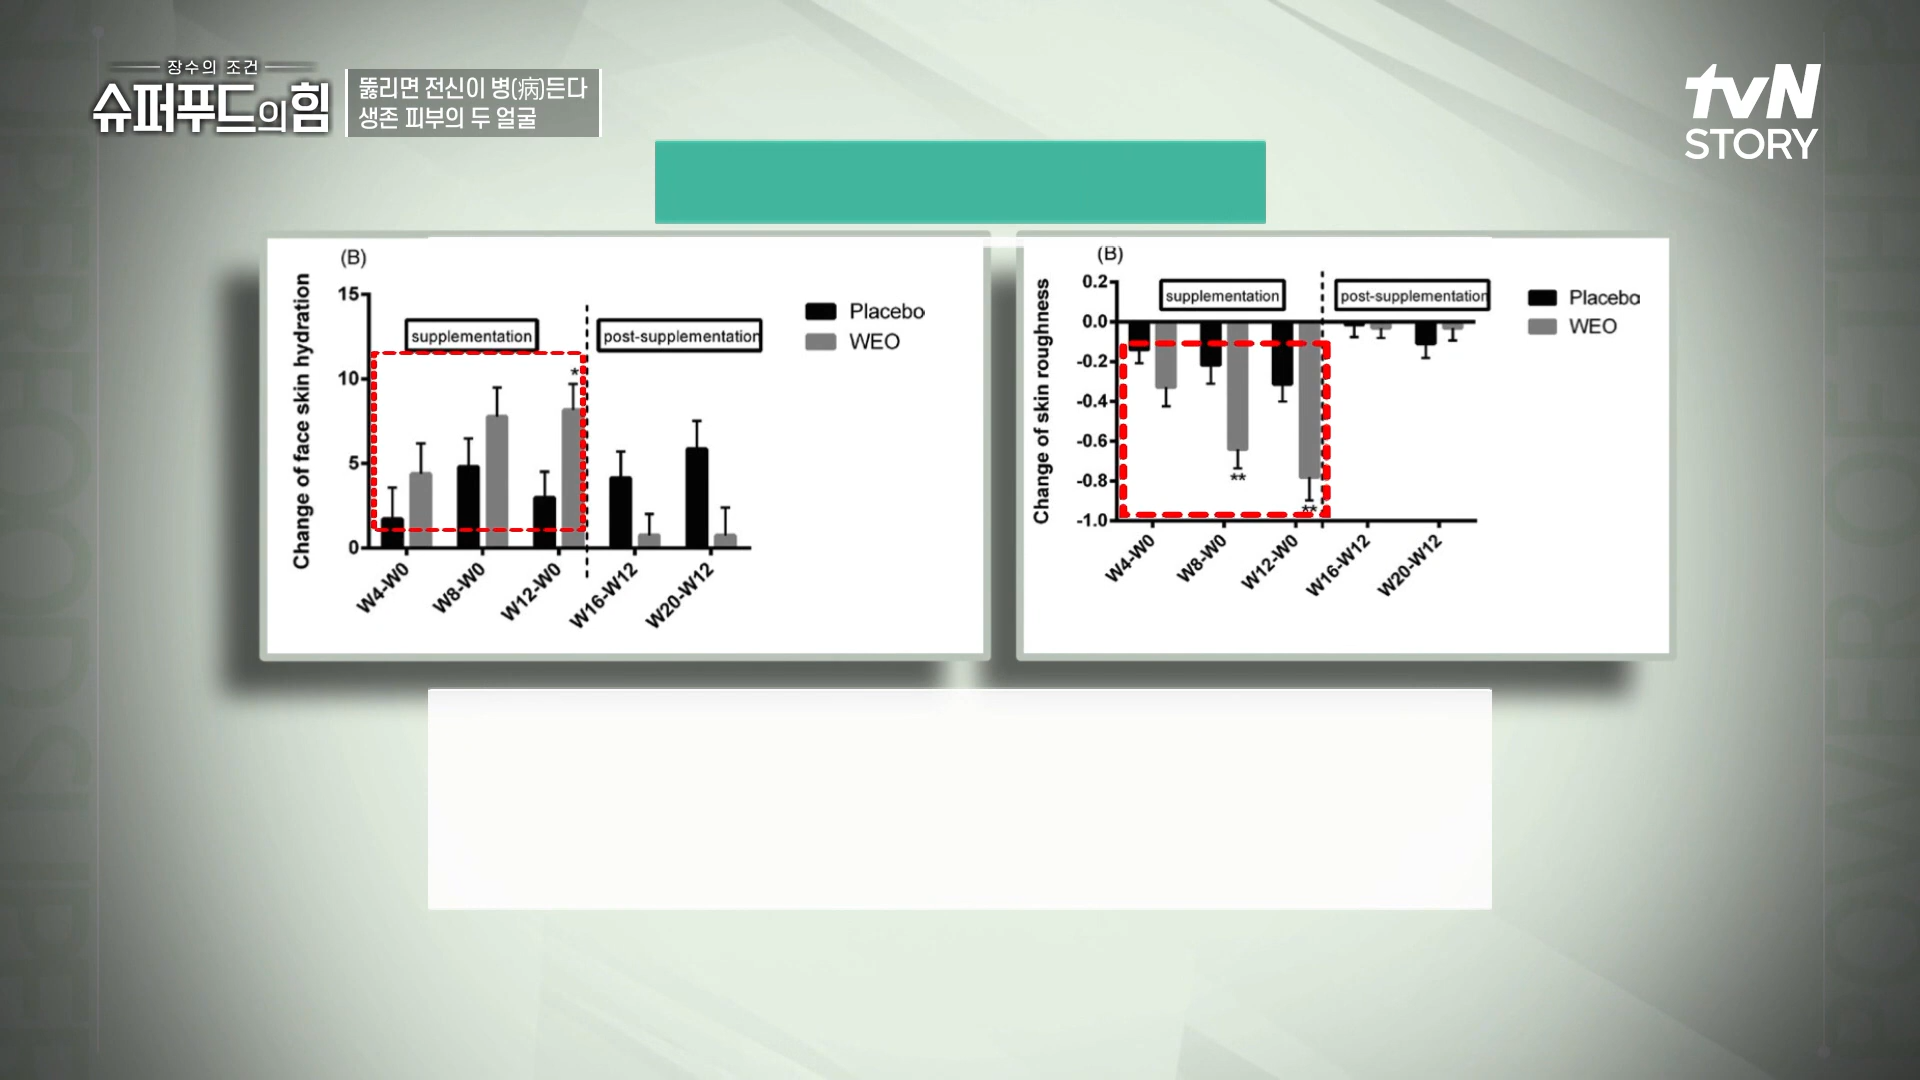 장수의 조건
슈퍼푸드의 힘
뚫리면 전신이 병(病)든다
생존 피부의 두 얼굴
tvN
STORY
(B)
Change of face skin hydration
15
10
5
0
supplementation
post-supplementation
Placebo
WEO
*
W4-W0
W8-W0
W12-W0
W16-W12
W20-W12
(B)
Change of skin roughness
0.2
0.0
-0.2
-0.4
-0.6
-0.8
-1.0
supplementation
post-supplementation
Placebo
WEO
**
**
W4-W0
W8-W0
W12-W0
W16-W12
W20-W12